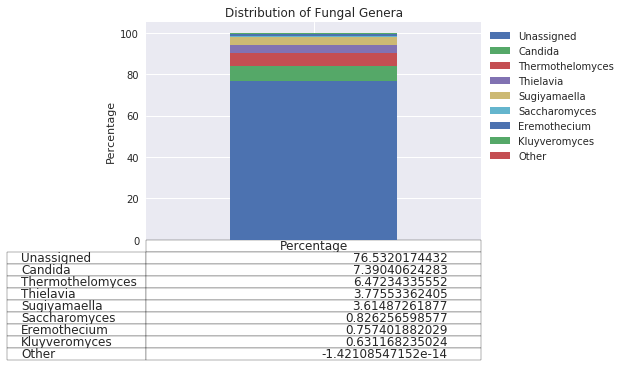 Distribution of Fungal Genera
Percentage
100
80
60
40
20
0
Unassigned
Candida
Thermothelomyces
Thielavia
Sugiyamaella
Saccharomyces
Eremothecium
Kluyveromyces
Other
Percentage
Unassigned 76.5320174432
Candida 7.39040624283
Thermothelomyces 6.47234335552
Thielavia 3.77553362405
Sugiyamaella 3.61487261877
Saccharomyces 0.826256598577
Eremothecium 0.757401882029
Kluyveromyces 0.631168235024
Other -1.42108547152e-14